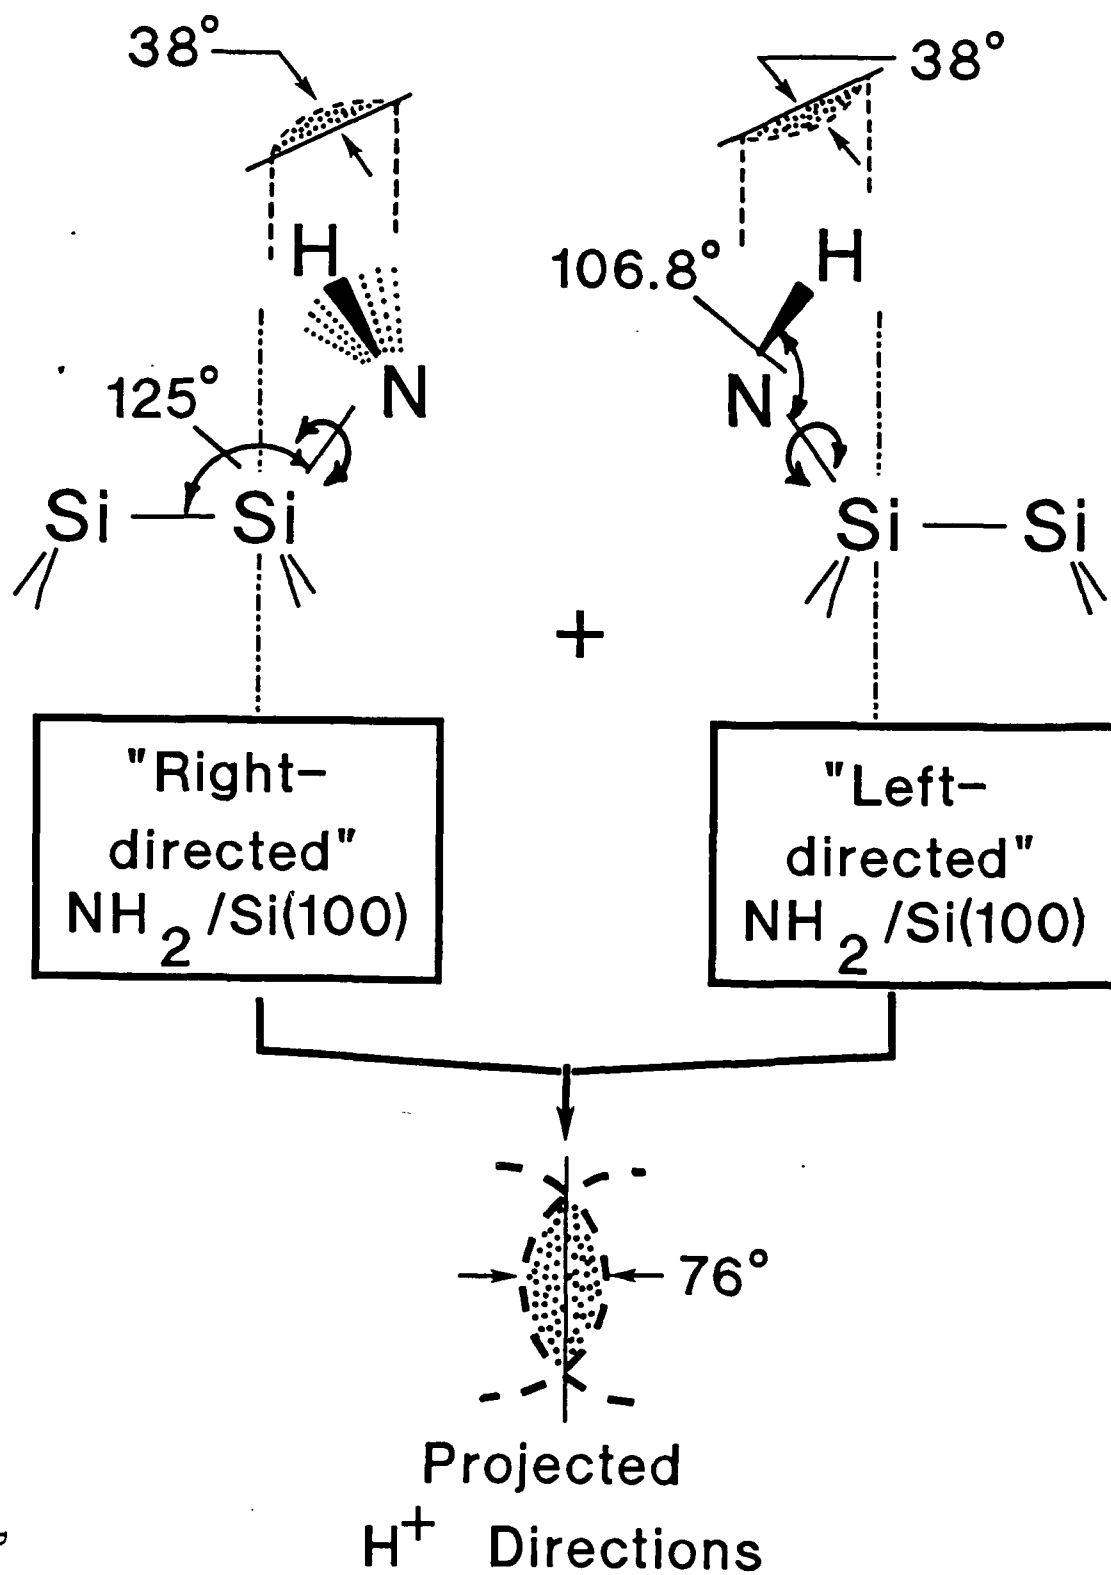 38°
38°
H
H
106.8°
125°
N
N
Si
Si
Si
Si
+
"Right-
directed"
NH2/Si(100)
"Left-
directed"
NH2/Si(100)
76°
Projected
H+ Directions